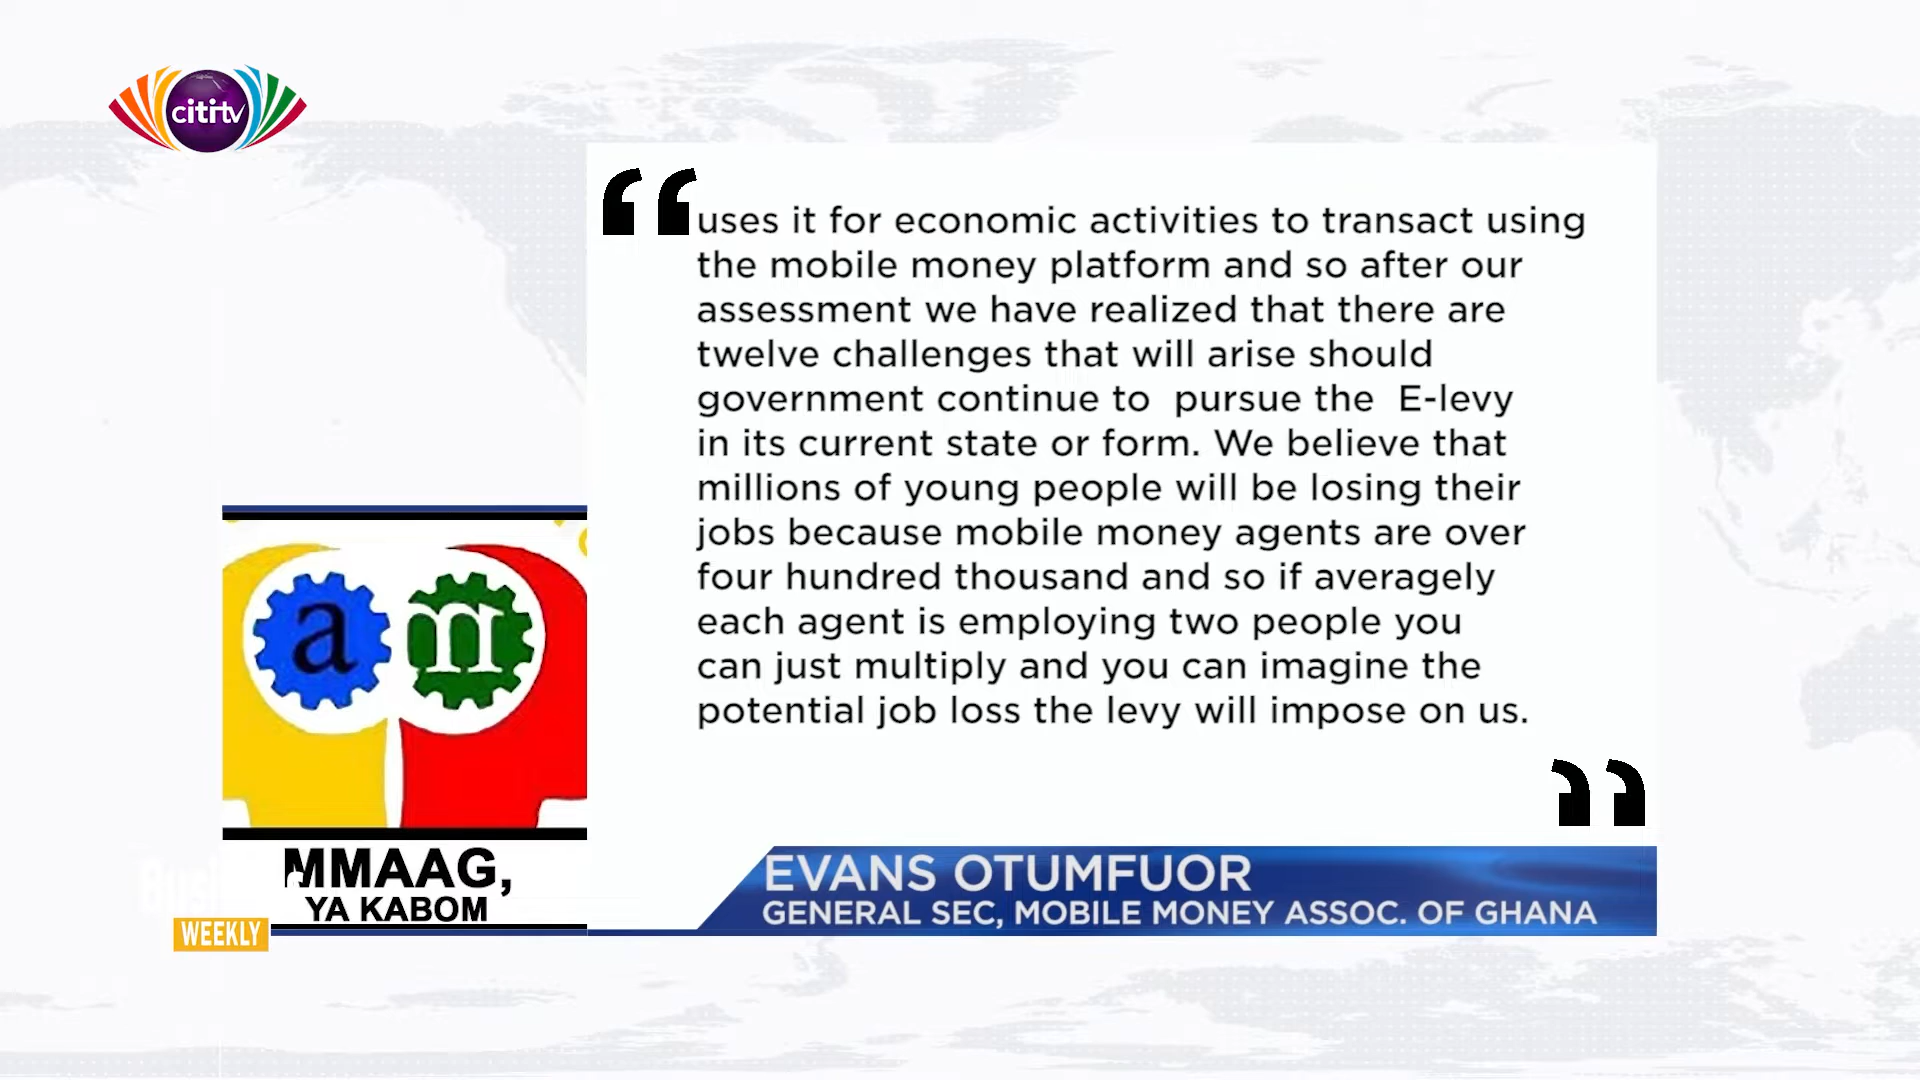 cititv
uses it for economic activities to transact using
the mobile money platform and so after our
assessment we have realized that there are
twelve challenges that will arise should
government continue to  pursue the  E-levy
in its current state or form. We believe that
millions of young people will be losing their
jobs because mobile money agents are over
four hundred thousand and so if averagely
each agent is employing two people you
can just multiply and you can imagine the
potential job loss the levy will impose on us.
a m
MMAAG,
YA KABOM
WEEKLY
EVANS OTUMFUOR
GENERAL SEC, MOBILE MONEY ASSOC. OF GHANA